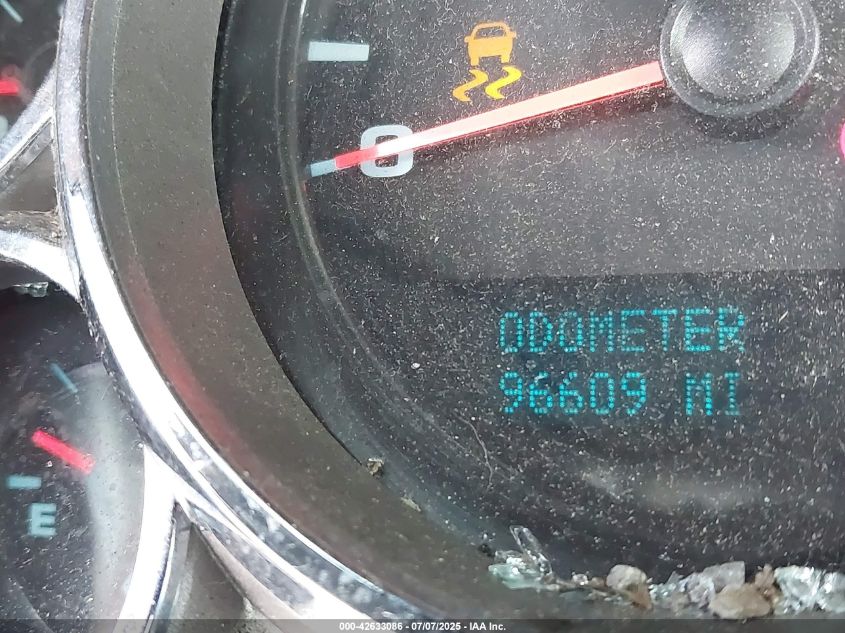 0
ODOMETER
96609 MI
E
000-42633086 - 07/07/2025 - IAA Inc.